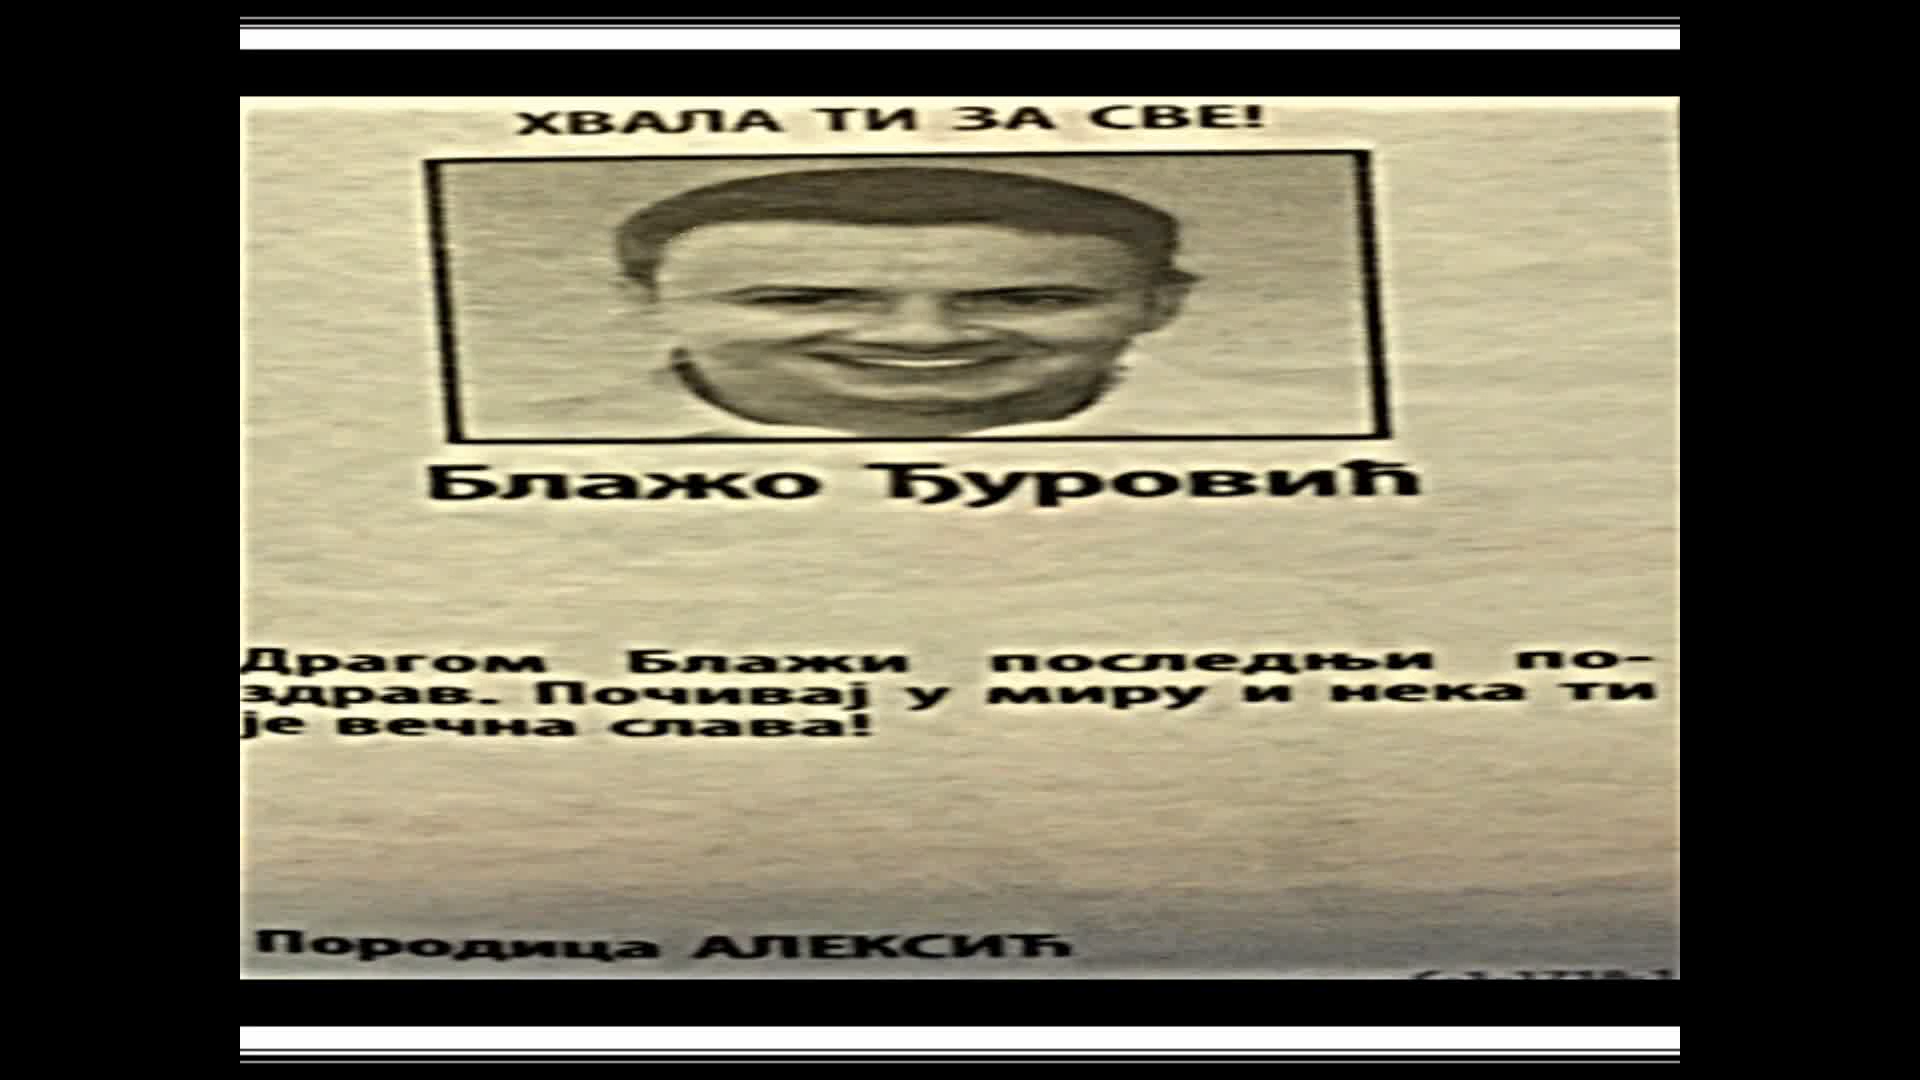 ХВАЛА ТИ ЗА СВЕ!
Блажо Ђуровић
Драгом Блажи последњи по-
здрав. Почивај у миру и нека ти
је вечна слава!
Породица АЛЕКСИЋ